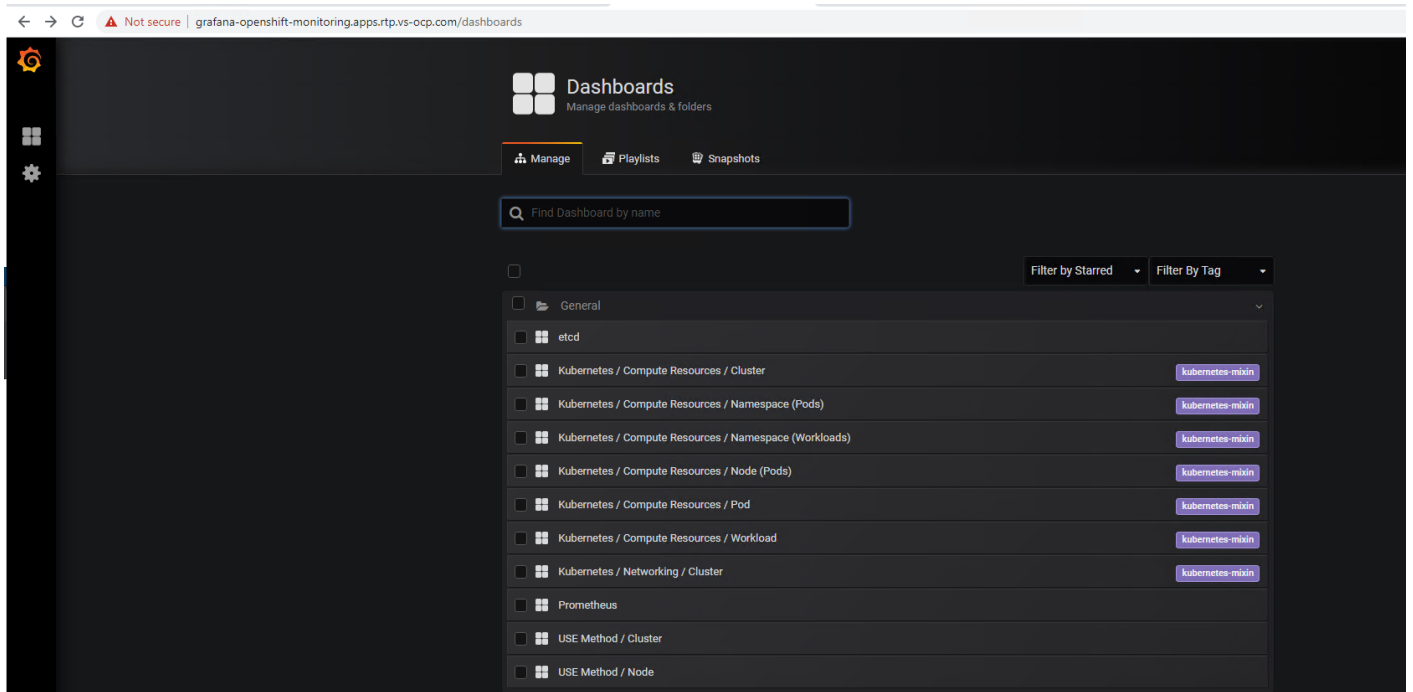 Not secure | grafana-openshift-monitoring.apps.rtp.vs-ocp.com/dashboards
Dashboards
Manage dashboards & folders
Manage Playlists Snapshots
Find Dashboard by name
Filter by Starred Filter By Tag
General
etcd
Kubernetes / Compute Resources / Cluster kubernetes-mixin
Kubernetes / Compute Resources / Namespace (Pods) kubernetes-mixin
Kubernetes / Compute Resources / Namespace (Workloads) kubernetes-mixin
Kubernetes / Compute Resources / Node (Pods) kubernetes-mixin
Kubernetes / Compute Resources / Pod kubernetes-mixin
Kubernetes / Compute Resources / Workload kubernetes-mixin
Kubernetes / Networking / Cluster kubernetes-mixin
Prometheus
USE Method / Cluster
USE Method / Node